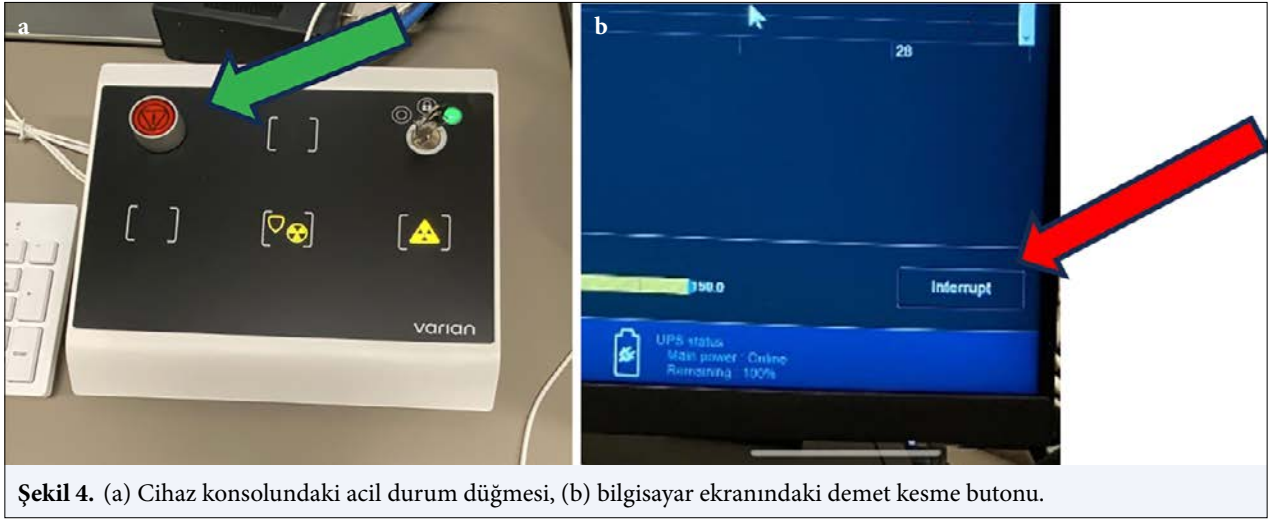 a
varian
b
28
150.0
Interrupt
UPS status
Main power : Online
Remaining : 100%
Şekil 4. (a) Cihaz konsolundaki acil durum düğmesi, (b) bilgisayar ekranındaki demet kesme butonu.